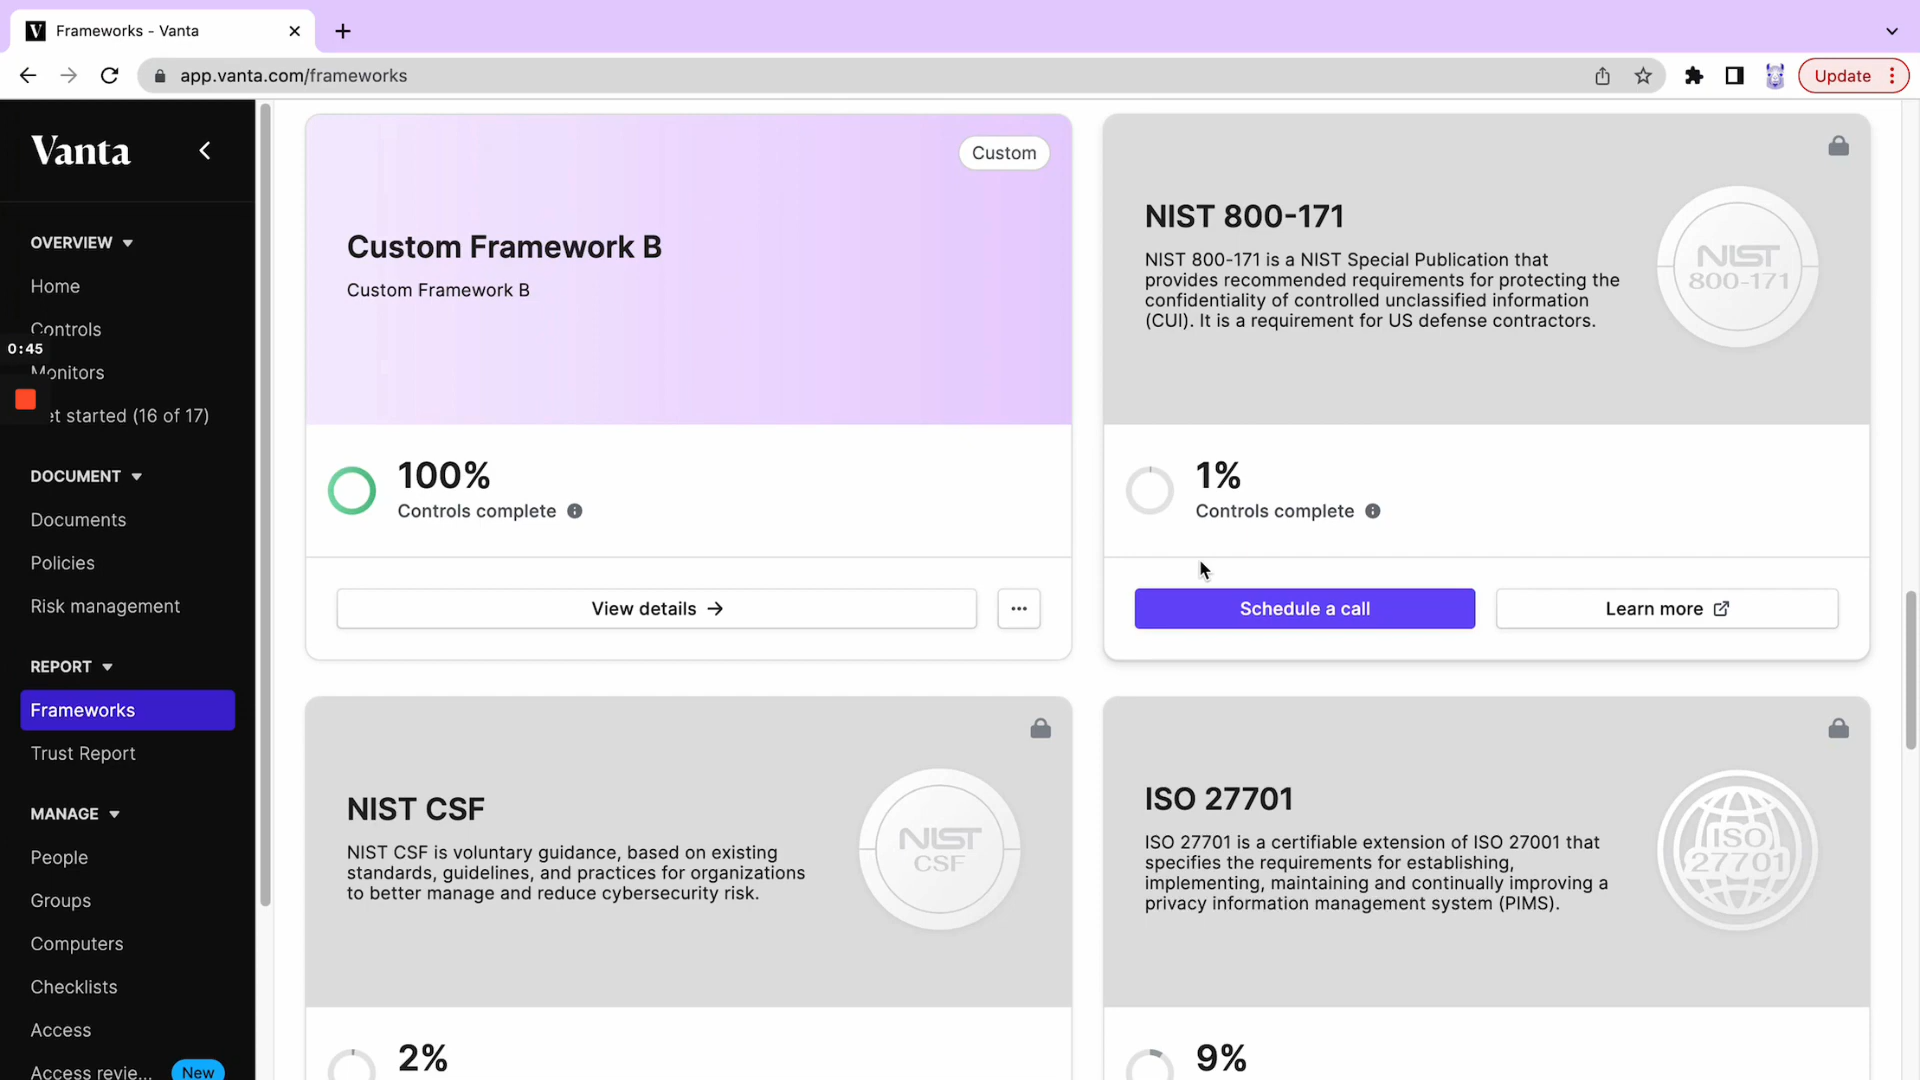 Frameworks - Vanta
app.vanta.com/frameworks
Update
Vanta
OVERVIEW
Home
Controls
0:45
Monitors
et started (16 of 17)
DOCUMENT
Documents
Policies
Risk management
REPORT
Frameworks
Trust Report
MANAGE
People
Groups
Computers
Checklists
Access
Access revie...
New
Custom
Custom Framework B
Custom Framework B
100%
Controls complete
View details
NIST 800-171
NIST 800-171 is a NIST Special Publication that
provides recommended requirements for protecting the
confidentiality of controlled unclassified information
(CUI). It is a requirement for US defense contractors.
NIST
800-171
1%
Controls complete
Schedule a call
Learn more
NIST CSF
NIST CSF is voluntary guidance, based on existing
standards, guidelines, and practices for organizations
to better manage and reduce cybersecurity risk.
NIST
CSF
2%
ISO 27701
ISO 27701 is a certifiable extension of ISO 27001 that
specifies the requirements for establishing,
implementing, maintaining and continually improving a
privacy information management system (PIMS).
ISO
27701
9%